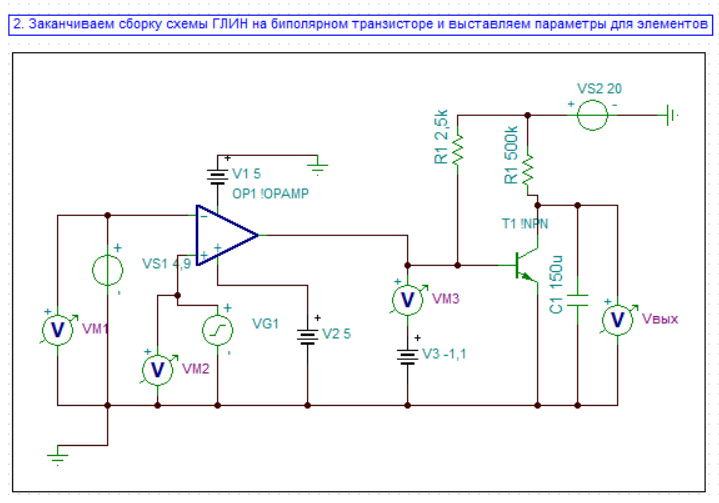 2. Заканчиваем сборку схемы ГЛИН на биполярном транзисторе и выставляем параметры для элементов
VS2 20
+ -
R1 2,5k
R1 500k
+
V1 5
OP1 !OPAMP
T1 !NPN
-
+ +
+
VS1 4,9
-
C1 150u
+
VM3
+
VM1
+
VG1
-
+
V2 5
+
Vвых
+
VM2
+
V3 -1,1
V
V
V
V